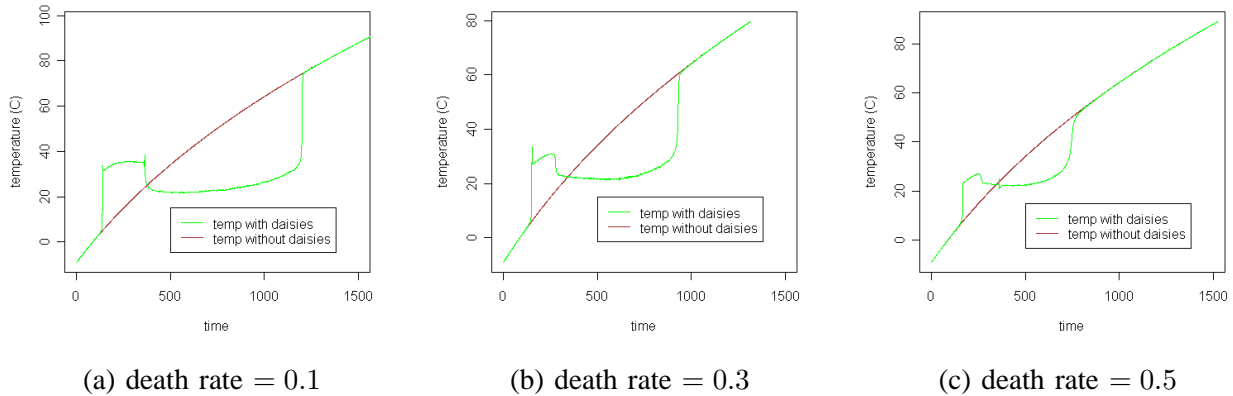 temperature (C)
100
80
60
40
20
0
temp with daisies
temp without daisies
0
500
1000
1500
time
(a) death rate = 0.1
temperature (C)
80
60
40
20
0
temp with daisies
temp without daisies
0
500
1000
1500
time
(b) death rate = 0.3
temperature (C)
80
60
40
20
0
temp with daisies
temp without daisies
0
500
1000
1500
time
(c) death rate = 0.5